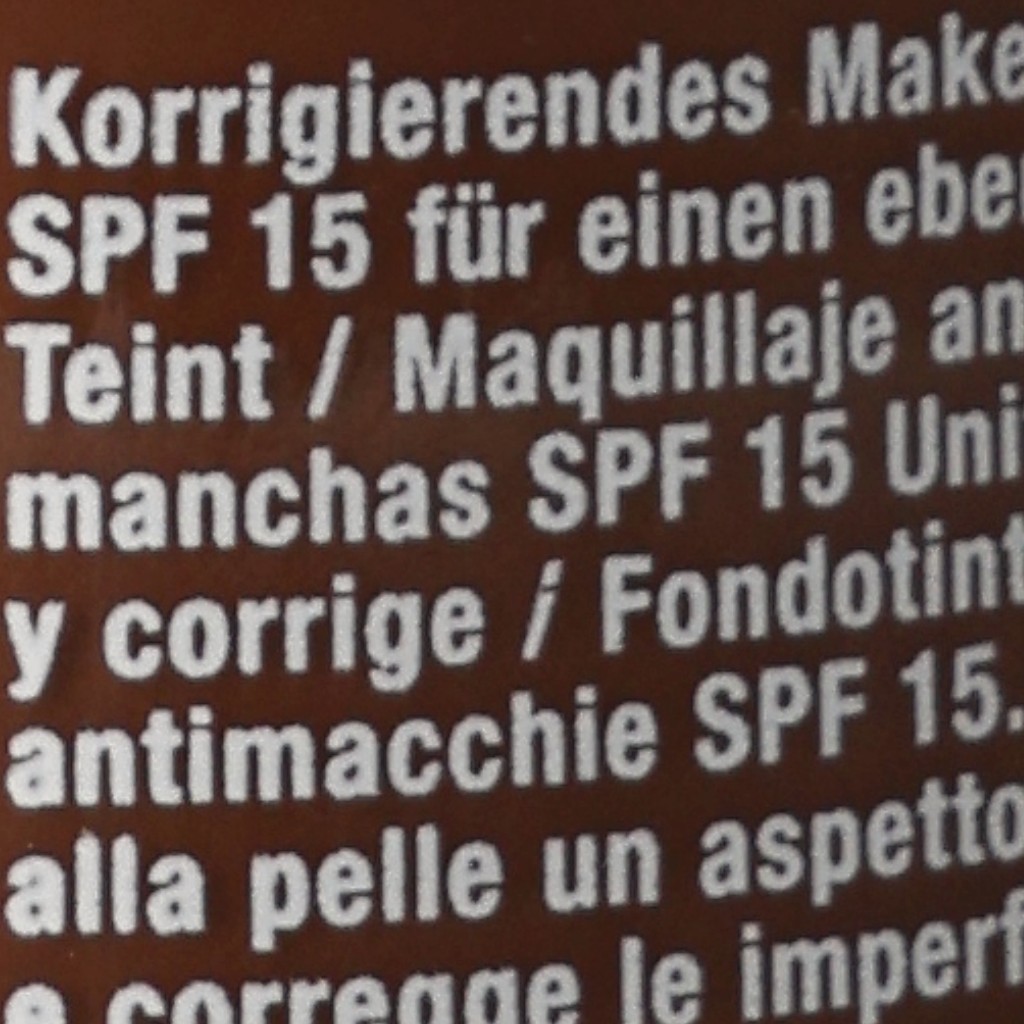 Korrigierendes Make
SPF 15 für einen eben
Teint / Maquillaje an
manchas SPF 15 Uni
y corrige / Fondotint
antimacchie SPF 15.
alla pelle un aspetto
e corregge le imperf